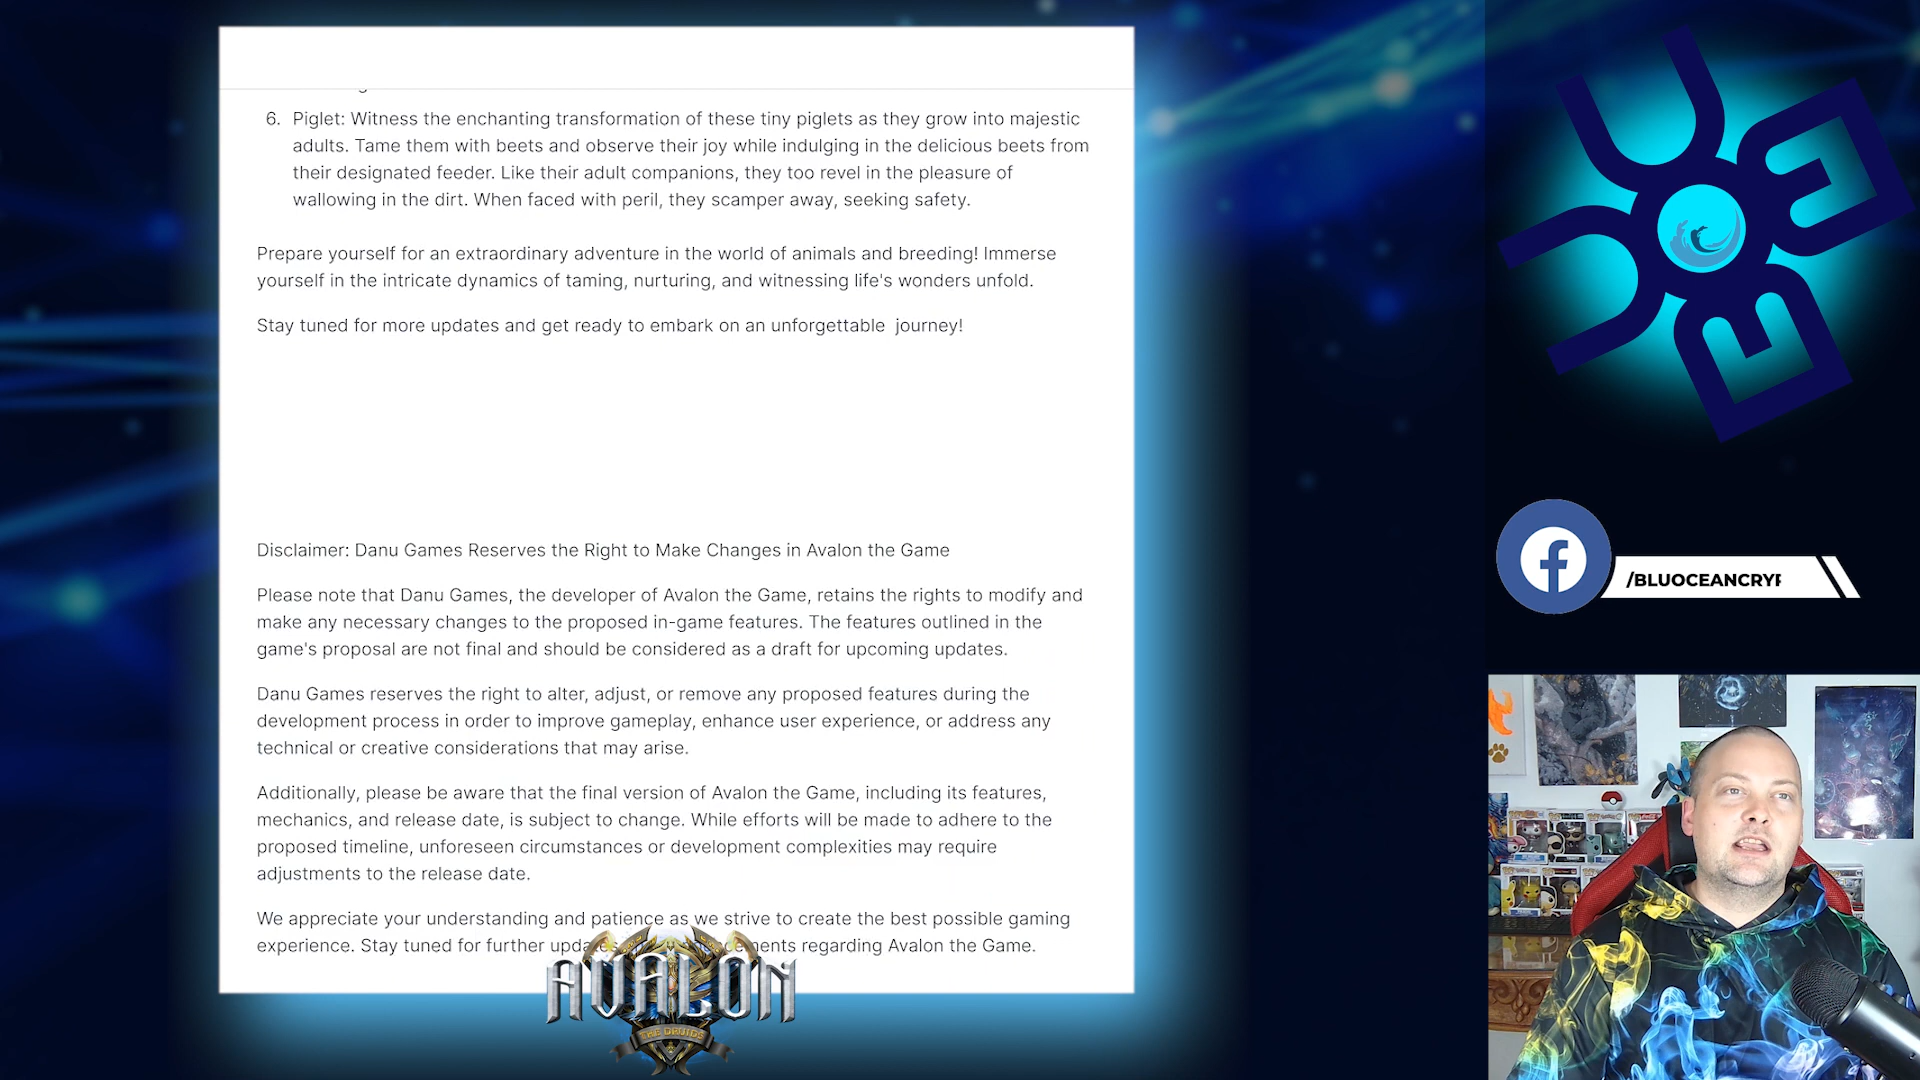 6. Piglet: Witness the enchanting transformation of these tiny piglets as they grow into majestic
adults. Tame them with beets and observe their joy while indulging in the delicious beets from
their designated feeder. Like their adult companions, they too revel in the pleasure of
wallowing in the dirt. When faced with peril, they scamper away, seeking safety.
Prepare yourself for an extraordinary adventure in the world of animals and breeding! Immerse
yourself in the intricate dynamics of taming, nurturing, and witnessing life's wonders unfold.
Stay tuned for more updates and get ready to embark on an unforgettable journey!
Disclaimer: Danu Games Reserves the Right to Make Changes in Avalon the Game
Please note that Danu Games, the developer of Avalon the Game, retains the rights to modify and
make any necessary changes to the proposed in-game features. The features outlined in the
game's proposal are not final and should be considered as a draft for upcoming updates.
Danu Games reserves the right to alter, adjust, or remove any proposed features during the
development process in order to improve gameplay, enhance user experience, or address any
technical or creative considerations that may arise.
Additionally, please be aware that the final version of Avalon the Game, including its features,
mechanics, and release date, is subject to change. While efforts will be made to adhere to the
proposed timeline, unforeseen circumstances or development complexities may require
adjustments to the release date.
We appreciate your understanding and patience as we strive to create the best possible gaming
experience. Stay tuned for further regarding Avalon the Game.
AVALON
THE DRUIDS
/BLUOCEANCRYP